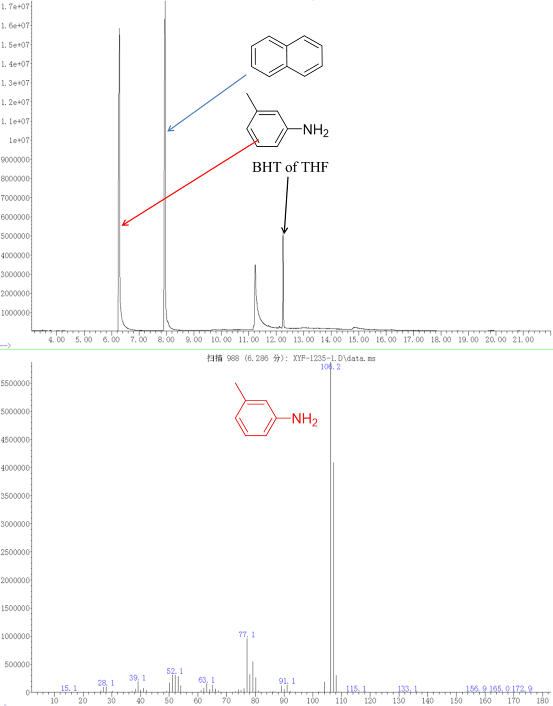 1.7e+07
1.6e+07
1.5e+07
1.4e+07
1.3e+07
1.2e+07
1.1e+07
1e+07
9000000
8000000
7000000
6000000
5000000
4000000
3000000
2000000
1000000
NH2
BHT of THF
4.00 5.00 6.00 7.00 8.00 9.00 10.00 11.00 12.00 13.00 14.00 15.00 16.00 17.00 18.00 19.00 20.00 21.00
-->
扫描 988 (6.286 分): XYF-1235-1.D\data.ms
106.2
5500000
5000000
4500000
4000000
3500000
3000000
2500000
2000000
1500000
1000000
500000
0
NH2
77.1
52.1
39.1
28.1
15.1
63.1
91.1
115.1
133.1
156.9 165.0 172.9
10 20 30 40 50 60 70 80 90 100 110 120 130 140 150 160 170